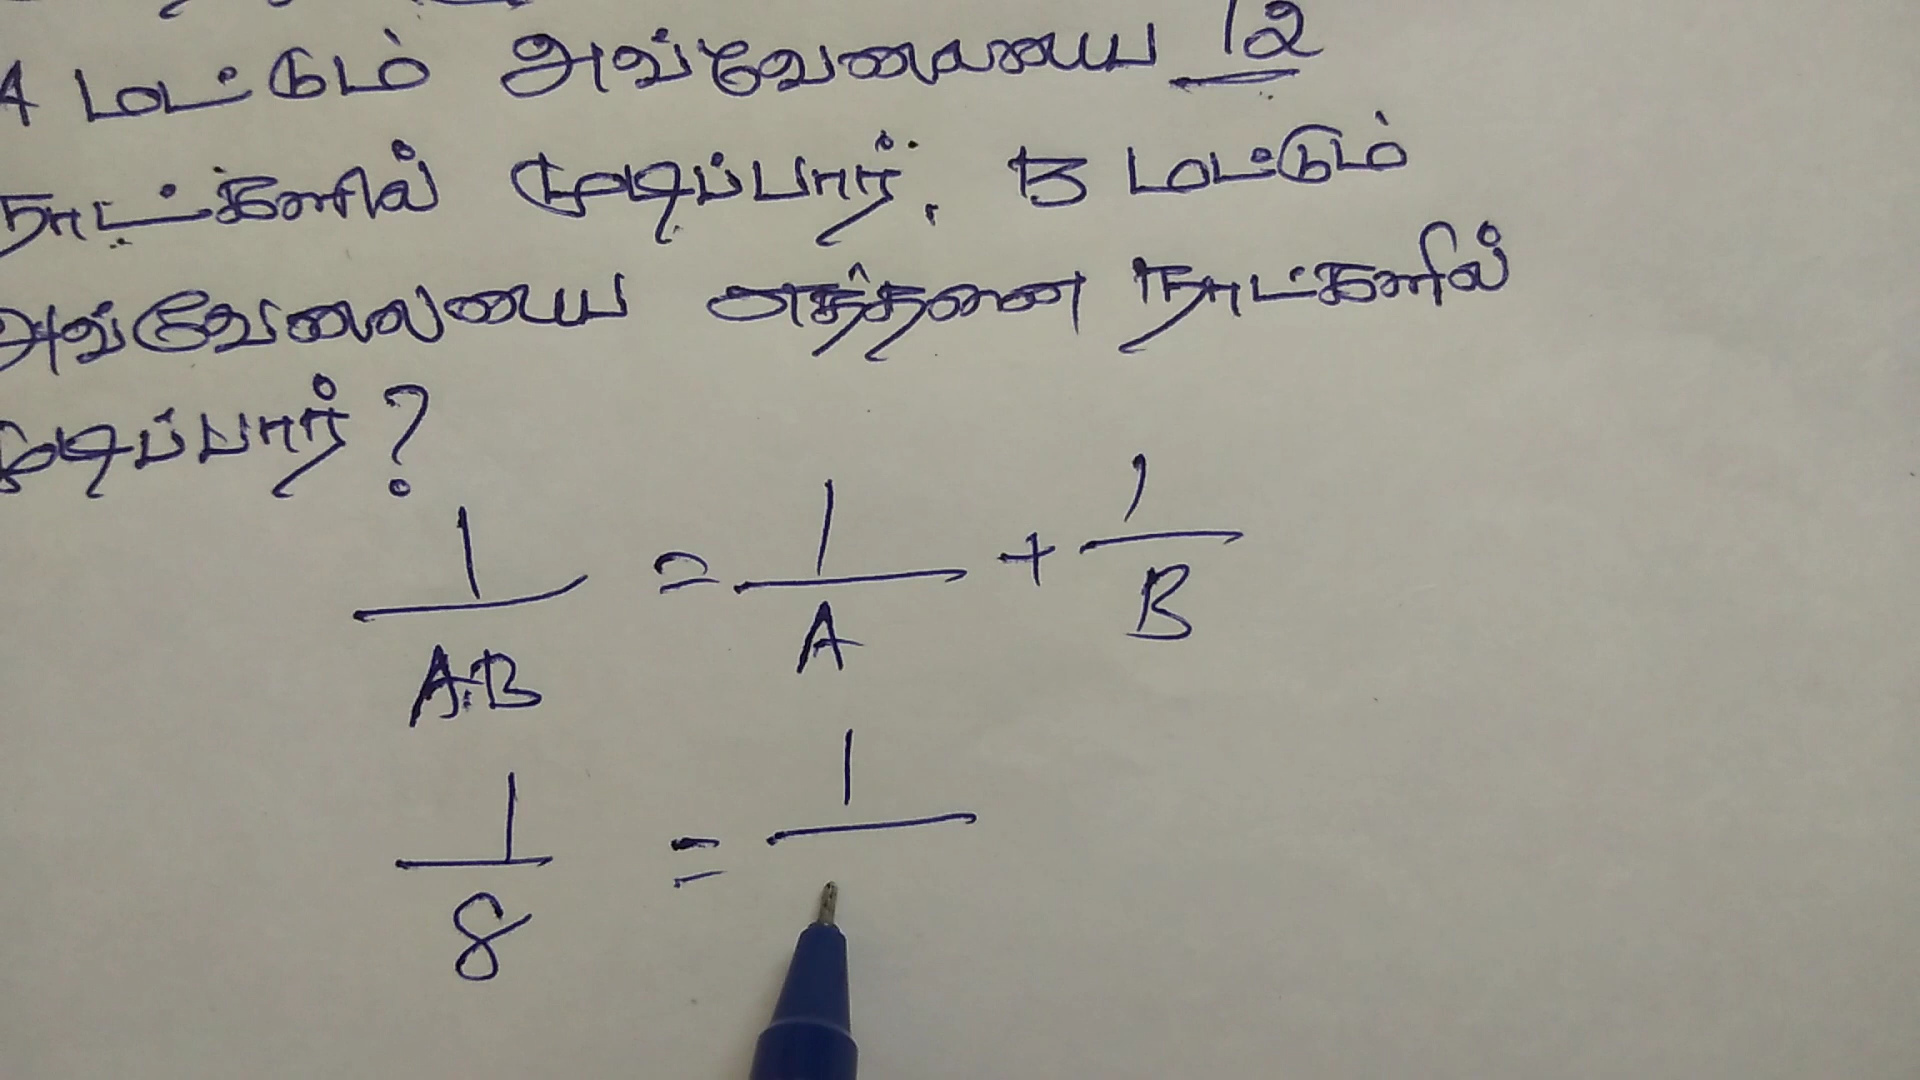 A மட்டும் அவ்வேலையை 12
நாட்களில் முடிப்பார். B மட்டும்
அவ்வேலையை எத்தனை நாட்களில்
முடிப்பார்?
1/A.B = 1/A + 1/B
1/8 = 1/